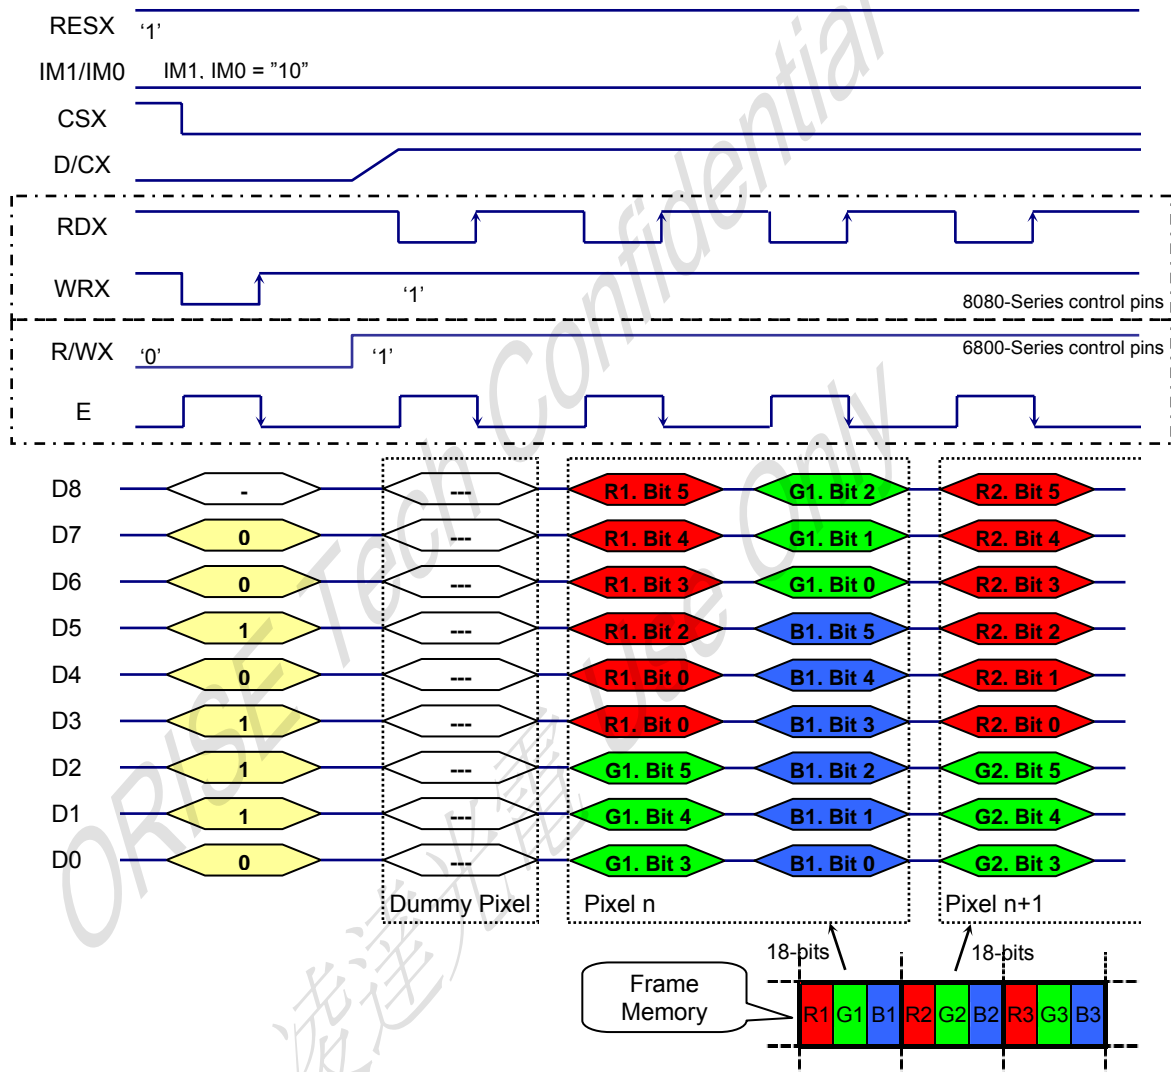 RESX '1'
IM1/IM0 IM1, IM0 = "10"
CSX
D/CX
RDX
WRX '1'
8080-Series control pins
R/WX '0' '1'
6800-Series control pins
E
D8 - --- R1. Bit 5 G1. Bit 2 R2. Bit 5
D7 0 --- R1. Bit 4 G1. Bit 1 R2. Bit 4
D6 0 --- R1. Bit 3 G1. Bit 0 R2. Bit 3
D5 1 --- R1. Bit 2 B1. Bit 5 R2. Bit 2
D4 0 --- R1. Bit 0 B1. Bit 4 R2. Bit 1
D3 1 --- R1. Bit 0 B1. Bit 3 R2. Bit 0
D2 1 --- G1. Bit 5 B1. Bit 2 G2. Bit 5
D1 1 --- G1. Bit 4 B1. Bit 1 G2. Bit 4
D0 0 --- G1. Bit 3 B1. Bit 0 G2. Bit 3
Dummy Pixel Pixel n Pixel n+1
18-bits 18-bits
Frame
Memory
R1 G1 B1 R2 G2 B2 R3 G3 B3
ORISE Tech Confidential
凌達光電 Use Only